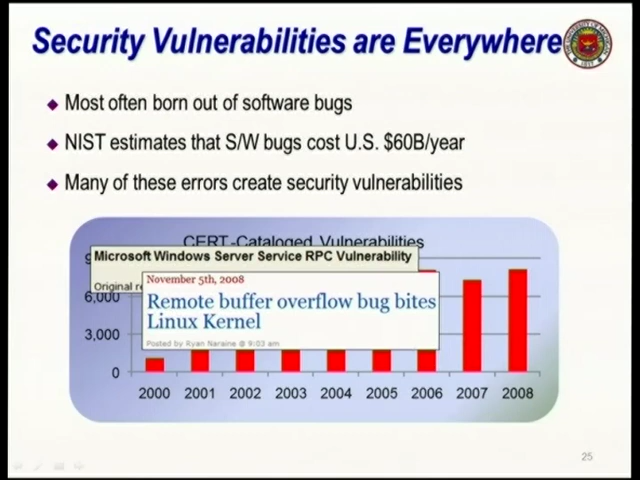 Security Vulnerabilities are Everywhere
Most often born out of software bugs
NIST estimates that S/W bugs cost U.S. $60B/year
Many of these errors create security vulnerabilities
CERT-Cataloged Vulnerabilities
Microsoft Windows Server Service RPC Vulnerability
Original re
November 5th, 2008
Remote buffer overflow bug bites
Linux Kernel
Posted by Ryan Naraine @ 9:03 am
6,000
3,000
0
2000 2001 2002 2003 2004 2005 2006 2007 2008
25